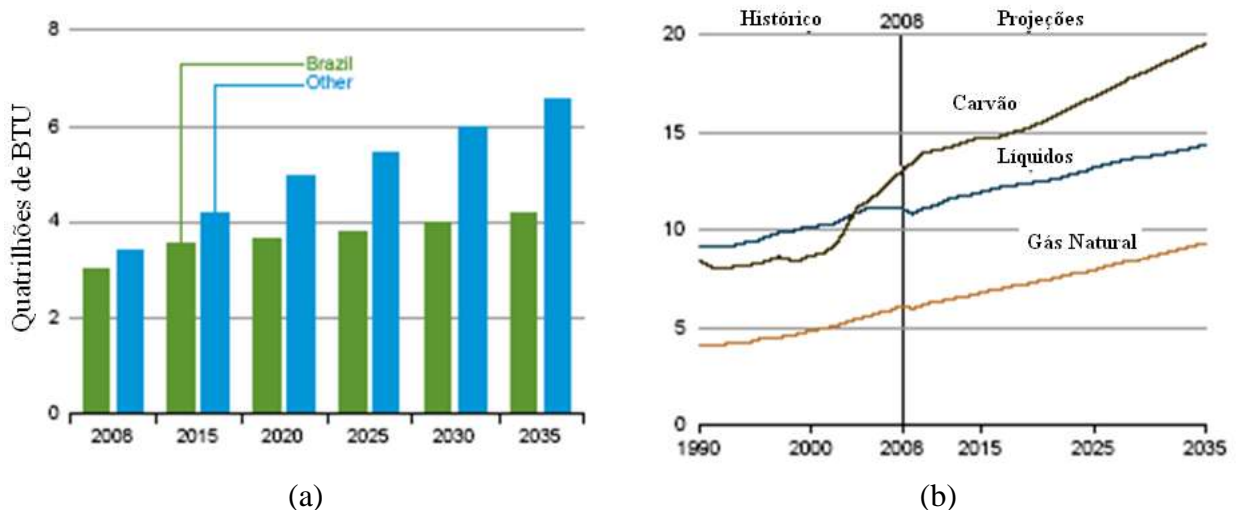 Quatrilhões de BTU
8
6
4
2
0
Brazil
Other
2008 2015 2020 2025 2030 2035
(a)
Histórico 2008 Projeções
20
15
10
5
0
Carvão
Líquidos
Gás Natural
1990 2000 2008 2015 2025 2035
(b)